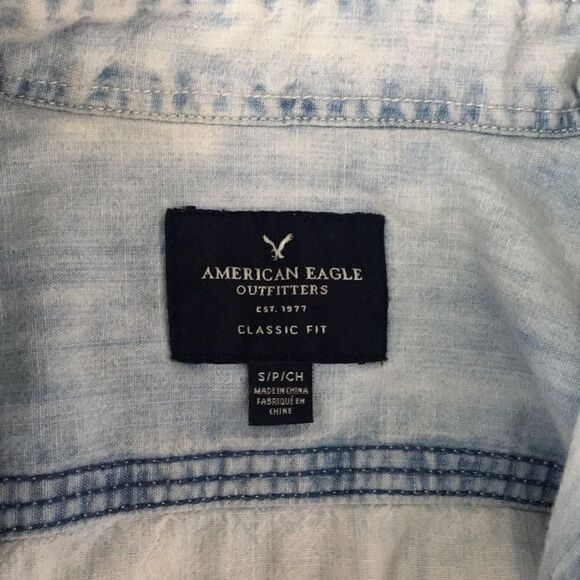 AMERICAN EAGLE
OUTFITTERS
EST. 1977
CLASSIC FIT
S/P/CH
MADE IN CHINA
FABRIQUÉ EN
CHINE